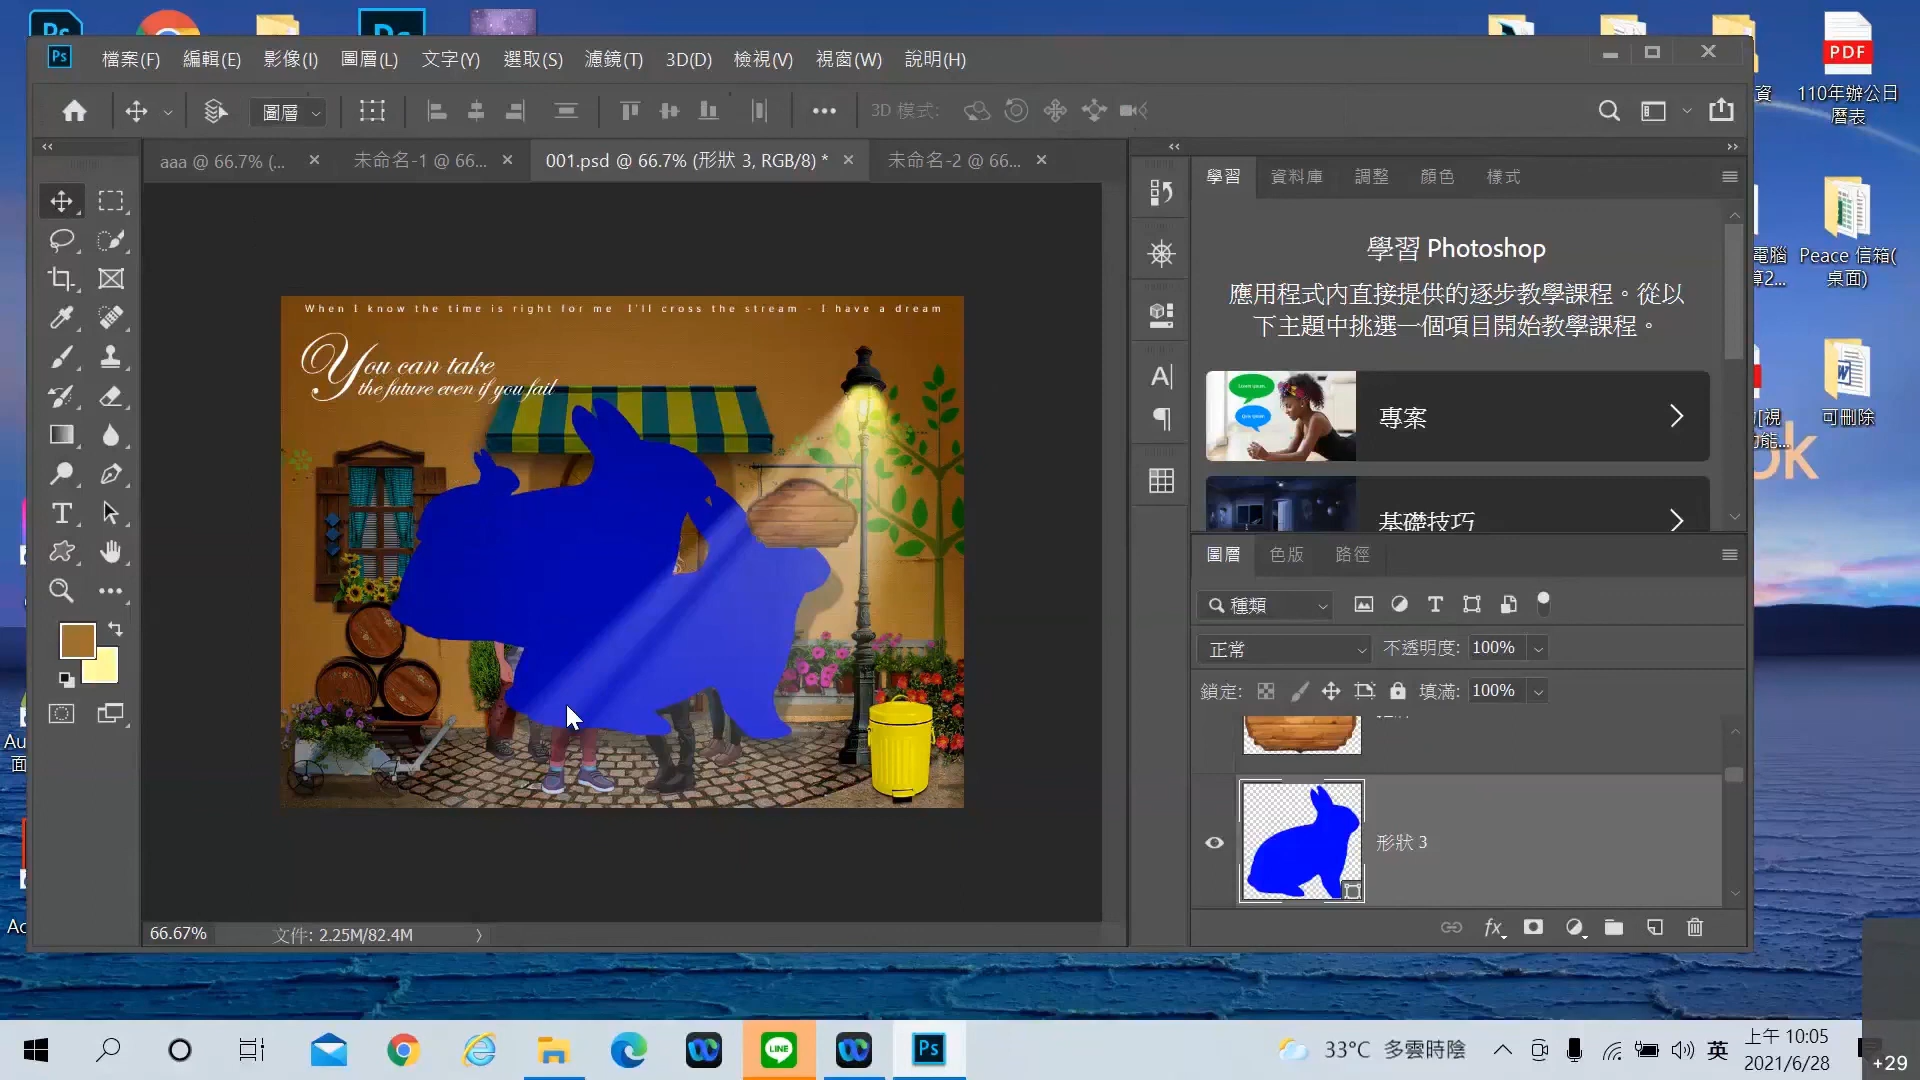 Ps
檔案(F) 編輯(E) 影像(I) 圖層(L) 文字(Y) 選取(S) 濾鏡(T) 3D(D) 檢視(V) 視窗(W) 說明(H)
圖層 3D 模式:
aaa @ 66.7% (... 未命名-1 @ 66... 001.psd @ 66.7% (形狀 3, RGB/8) * 未命名-2 @ 66...
學習 資料庫 調整 顏色 樣式
學習 Photoshop
應用程式內直接提供的逐步教學課程。從以
下主題中挑選一個項目開始教學課程。
When I know the time is right for me I'll cross the stream - I have a dream
You can take
the future even if you fail
專案
基礎技巧
圖層 色版 路徑
種類
正常 不透明度: 100%
鎖定: 填滿: 100%
形狀 3
fx
66.67% 文件: 2.25M/82.4M
PDF
110年辦公日
曆表
Peace 信箱(
桌面)
可刪除
LINE
Ps
33°C 多雲時陰
英
上午 10:05
2021/6/28
+29